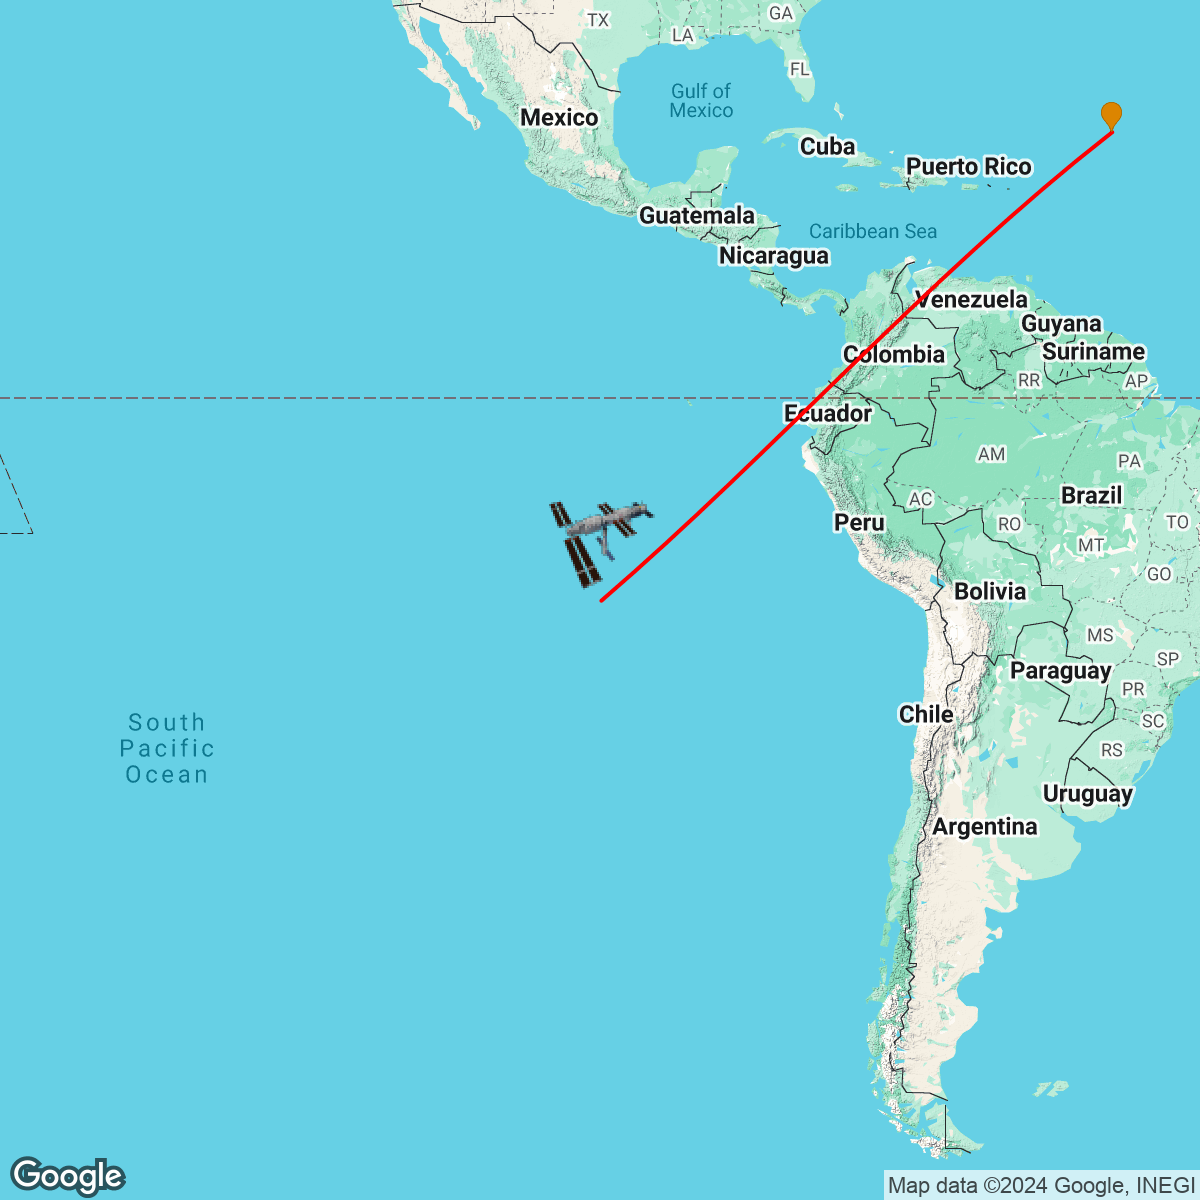 TX
GA
LA
FL
Gulf of
Mexico
Mexico
Cuba
Puerto Rico
Guatemala
Caribbean Sea
Nicaragua
Venezuela
Guyana
Colombia
Suriname
RR
AP
Ecuador
AM
PA
AC
Brazil
Peru
RO
TO
MT
GO
Bolivia
MS
SP
Paraguay
PR
Chile
SC
South
Pacific
Ocean
RS
Uruguay
Argentina
Google
Map data ©2024 Google, INEGI